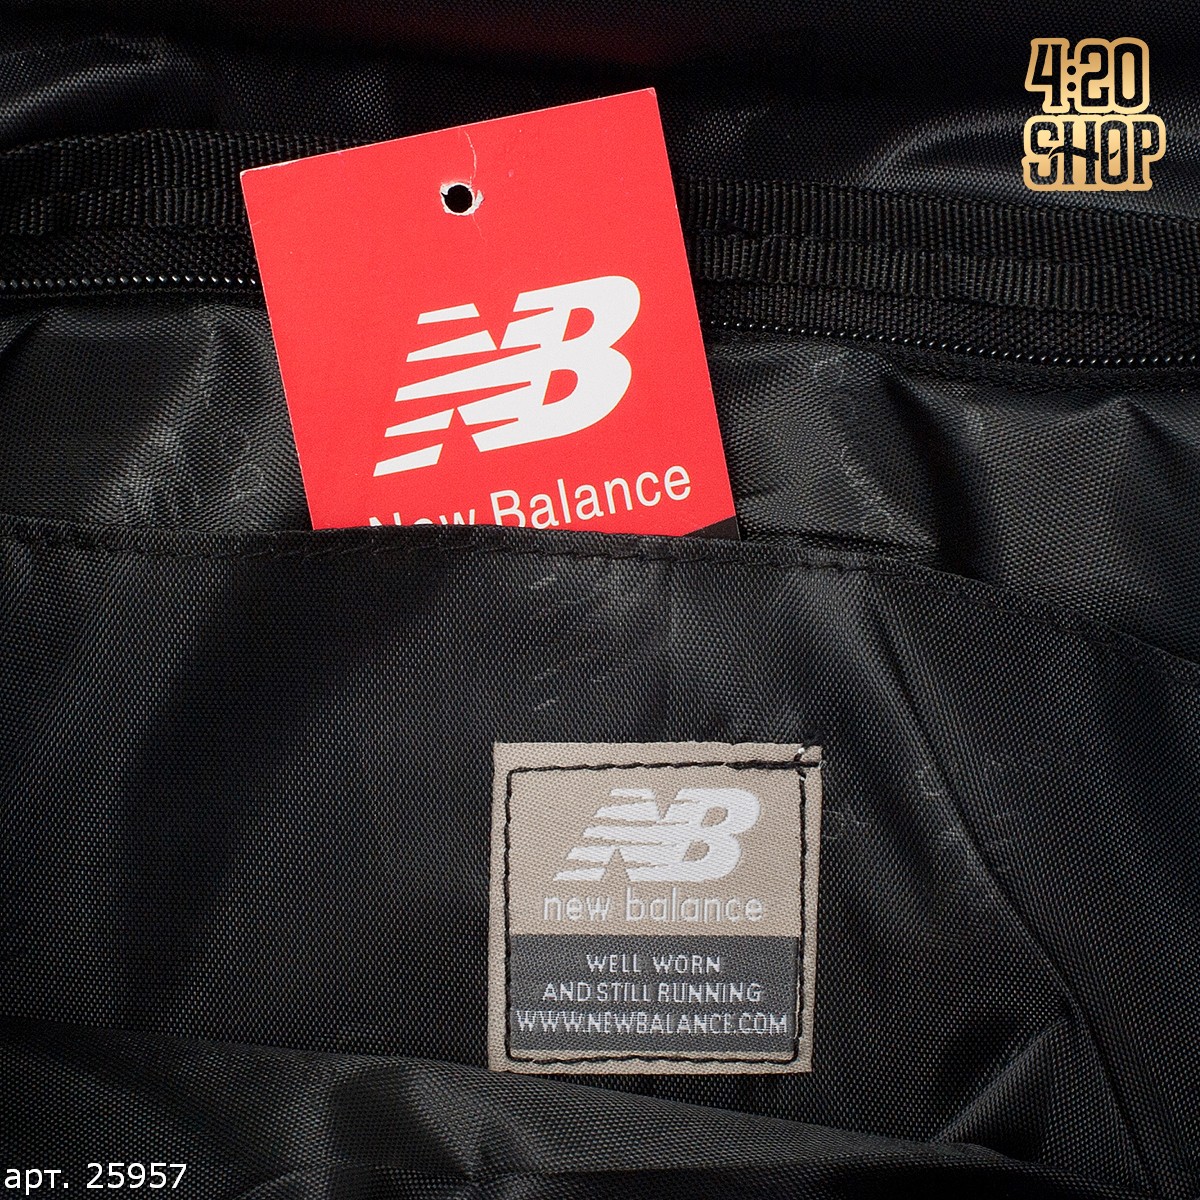 4:20
SHOP
NB
New Balance
NB
new balance
WELL WORN
AND STILL RUNNING
WWW.NEWBALANCE.COM
арт. 25957